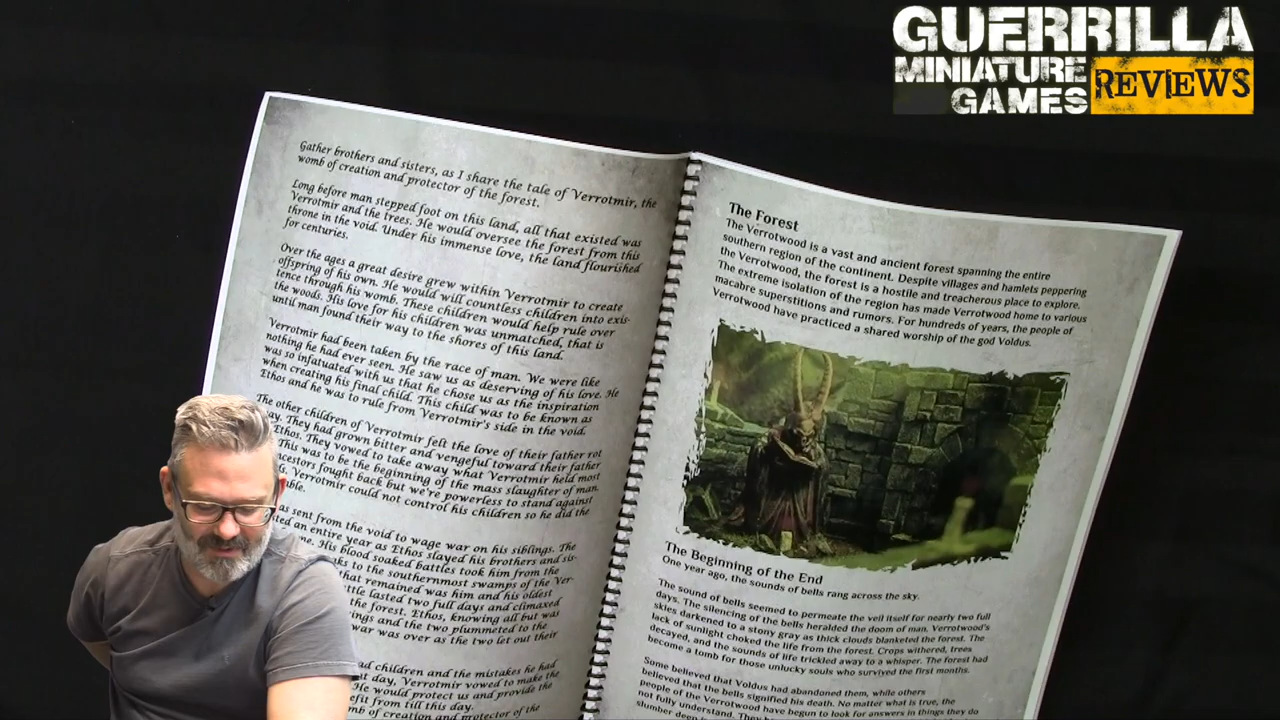 GUERRILLA
MINIATURE
GAMES
REVIEWS
Gather brothers and sisters, as I share the tale of Verrotmir, the
womb of creation and protector of the forest.
Long before man stepped foot on this land, all that existed was
Verrotmir and the trees. He would oversee the forest from this
throne in the void. Under his immense love, the land flourished
for centuries.
Over the ages a great desire grew within Verrotmir to create
offspring of his own. He would will countless children into exis-
tence through his womb. These children would help rule over
the woods. His love for his children was unmatched, that is
until man found their way to the shores of this land.
Verrotmir had been taken by the race of man. We were like
nothing he had ever seen. He saw us as deserving of his love. He
was so infatuated with us that he chose us as the inspiration
when creating his final child. This child was to be known as
Ethos and he was to rule from Verrotmir's side in the void.
The other children of Verrotmir felt the love of their father rot
ay. They had grown bitter and vengeful toward their father
Ethos. They vowed to take away what Verrotmir held most
This was to be the beginning of the mass slaughter of man.
ncestors fought back but we're powerless to stand against
s. Verrotmir could not control his children so he did the
able.
as sent from the void to wage war on his siblings. The
ted an entire year as Ethos slayed his brothers and sis-
ne. His blood soaked battles took him from the
aks to the southernmost swamps of the Ver-
that remained was him and his oldest
ttle lasted two full days and climaxed
the forest. Ethos, knowing all but was
ings and the two plummeted to the
war was over as the two let out their
ad children and the mistakes he had
at day, Verrotmir vowed to make the
He would protect us and provide the
efit from till this day.
mb of creation and protector of the
The Forest
The Verrotwood is a vast and ancient forest spanning the entire
southern region of the continent. Despite villages and hamlets peppering
the Verrotwood, the forest is a hostile and treacherous place to explore.
The extreme isolation of the region has made Verrotwood home to various
macabre superstitions and rumors. For hundreds of years, the people of
Verrotwood have practiced a shared worship of the god Voldus.
The Beginning of the End
One year ago, the sounds of bells rang across the sky.
The sound of bells seemed to permeate the veil itself for nearly two full
days. The silencing of the bells heralded the doom of man. Verrotwood's
skies darkened to a stony gray as thick clouds blanketed the forest. The
lack of sunlight choked the life from the forest. Crops withered, trees
decayed, and the sounds of life trickled away to a whisper. The forest had
become a tomb for those unlucky souls who survived the first months.
Some believed that Voldus had abandoned them, while others
believed that the bells signified his death. No matter what is true, the
people of the Verrotwood have begun to look for answers in things they do
not fully understand. They
slumber deep